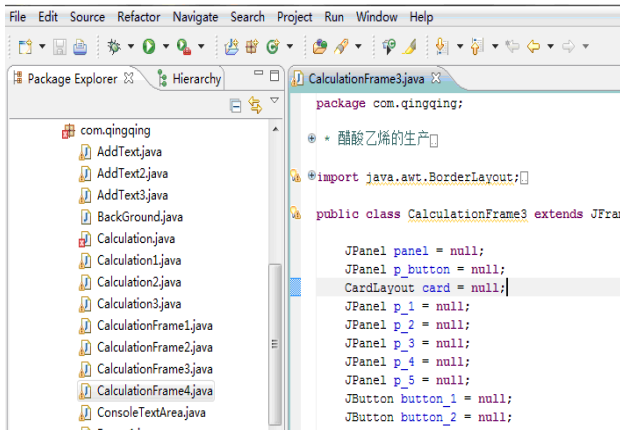 File Edit Source Refactor Navigate Search Project Run Window Help
Package Explorer
Hierarchy
com.qingqing
AddText.java
AddText2.java
AddText3.java
BackGround.java
Calculation.java
Calculation1.java
Calculation2.java
Calculation3.java
CalculationFrame1.java
CalculationFrame2.java
CalculationFrame3.java
CalculationFrame4.java
ConsoleTextArea.java
CalculationFrame3.java
package com.qingqing;
* 醋酸乙烯的生产
import java.awt.BorderLayout;
public class CalculationFrame3 extends JFra
JPanel panel = null;
JPanel p_button = null;
CardLayout card = null;
JPanel p_1 = null;
JPanel p_2 = null;
JPanel p_3 = null;
JPanel p_4 = null;
JPanel p_5 = null;
JButton button_1 = null;
JButton button_2 = null;